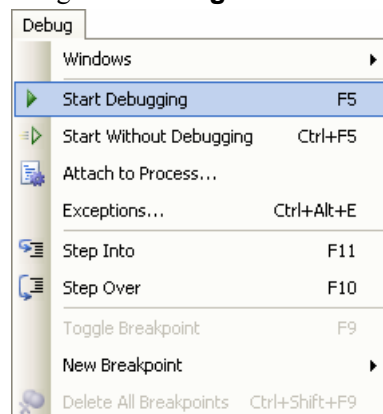 Debug
Windows
Start Debugging F5
Start Without Debugging Ctrl+F5
Attach to Process...
Exceptions... Ctrl+Alt+E
Step Into F11
Step Over F10
Toggle Breakpoint F9
New Breakpoint
Delete All Breakpoints Ctrl+Shift+F9